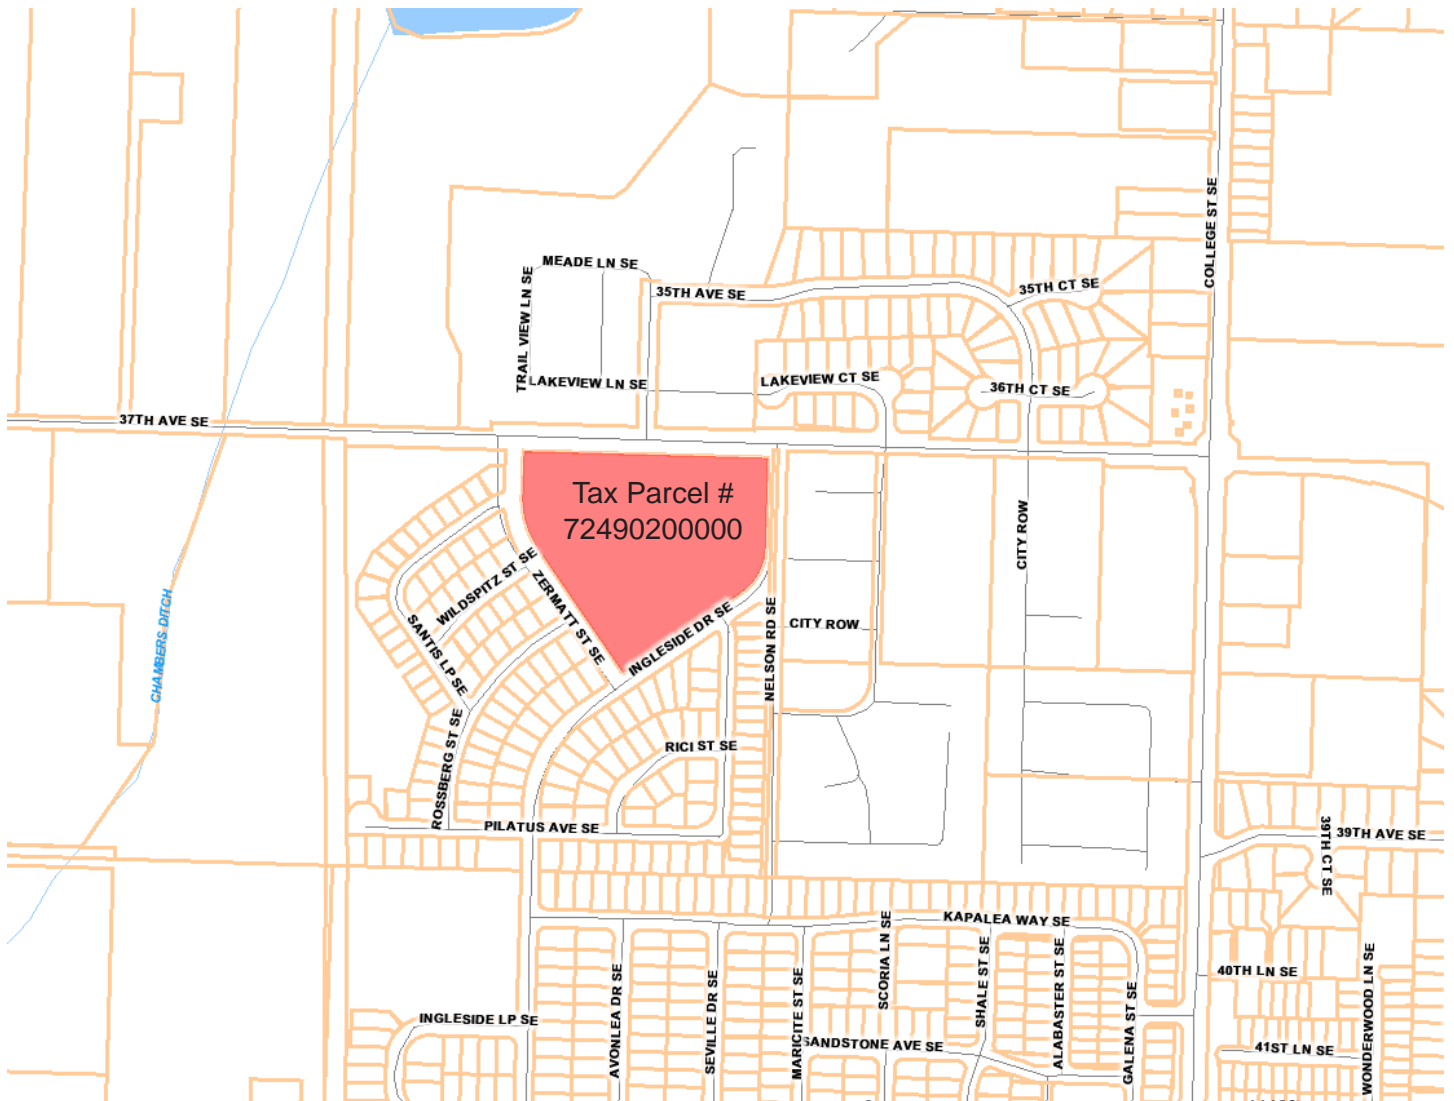 COLLEGE ST SE
MEADE LN SE
TRAIL VIEW LN SE
35TH AVE SE
35TH CT SE
LAKEVIEW LN SE
LAKEVIEW CT SE
36TH CT SE
37TH AVE SE
Tax Parcel #
72490200000
WILDSPITZ ST SE
ZERMATT ST SE
SANTIS LP SE
INGLESIDE DR SE
NELSON RD SE
CITY ROW
CITY ROW
CHAMBERS DITCH
ROSSBERG ST SE
RICI ST SE
PILATUS AVE SE
39TH AVE SE
39TH CT SE
KAPALEA WAY SE
SCORIA LN SE
SHALE ST SE
ALABASTER ST SE
GALENA ST SE
40TH LN SE
WONDERWOOD LN SE
INGLESIDE LP SE
AVONLEA DR SE
SEVILLE DR SE
MARICITE ST SE
SANDSTONE AVE SE
41ST LN SE